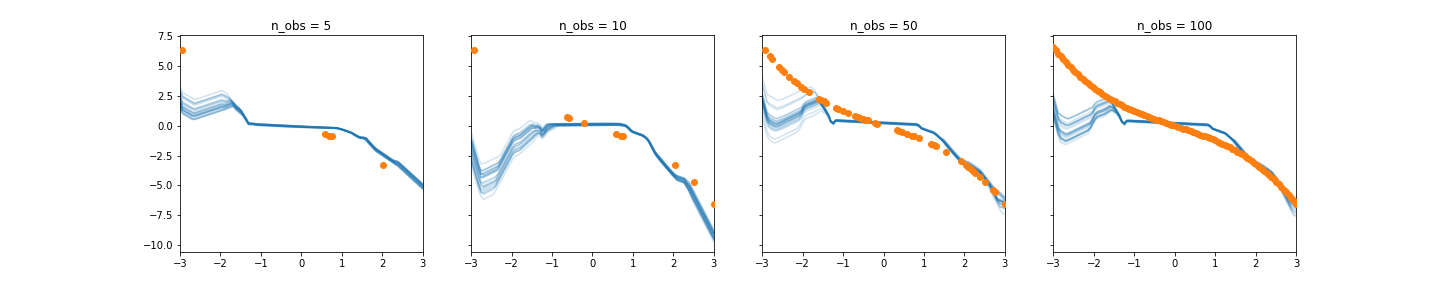 n_obs = 5
n_obs = 10
n_obs = 50
n_obs = 100
7.5
5.0
2.5
0.0
−2.5
−5.0
−7.5
−10.0
−3 −2 −1 0 1 2 3
−3 −2 −1 0 1 2 3
−3 −2 −1 0 1 2 3
−3 −2 −1 0 1 2 3